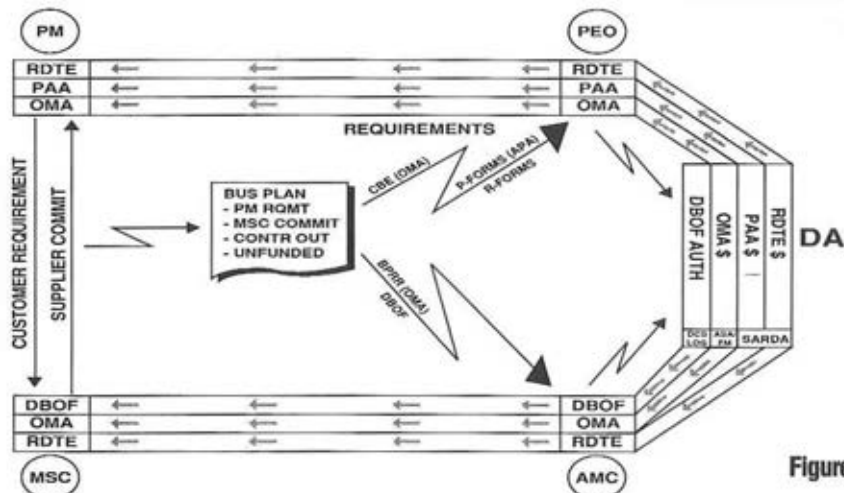 PM
PEO
RDTE
PAA
OMA
RDTE
PAA
OMA
REQUIREMENTS
CUSTOMER REQUIREMENT
SUPPLIER COMMIT
BUS PLAN
- PM RQMT
- MSC COMMIT
- CONTR OUT
- UNFUNDED
CBE (OMA)
P-FORMS (APA)
R-FORMS
BPRR (OMA)
DBOF
DBOF AUTH
OMA $
PAA $
RDTE $
DA
DCS
LOG
ASA
FM
SARDA
DBOF
OMA
RDTE
DBOF
OMA
RDTE
MSC
AMC
Figure